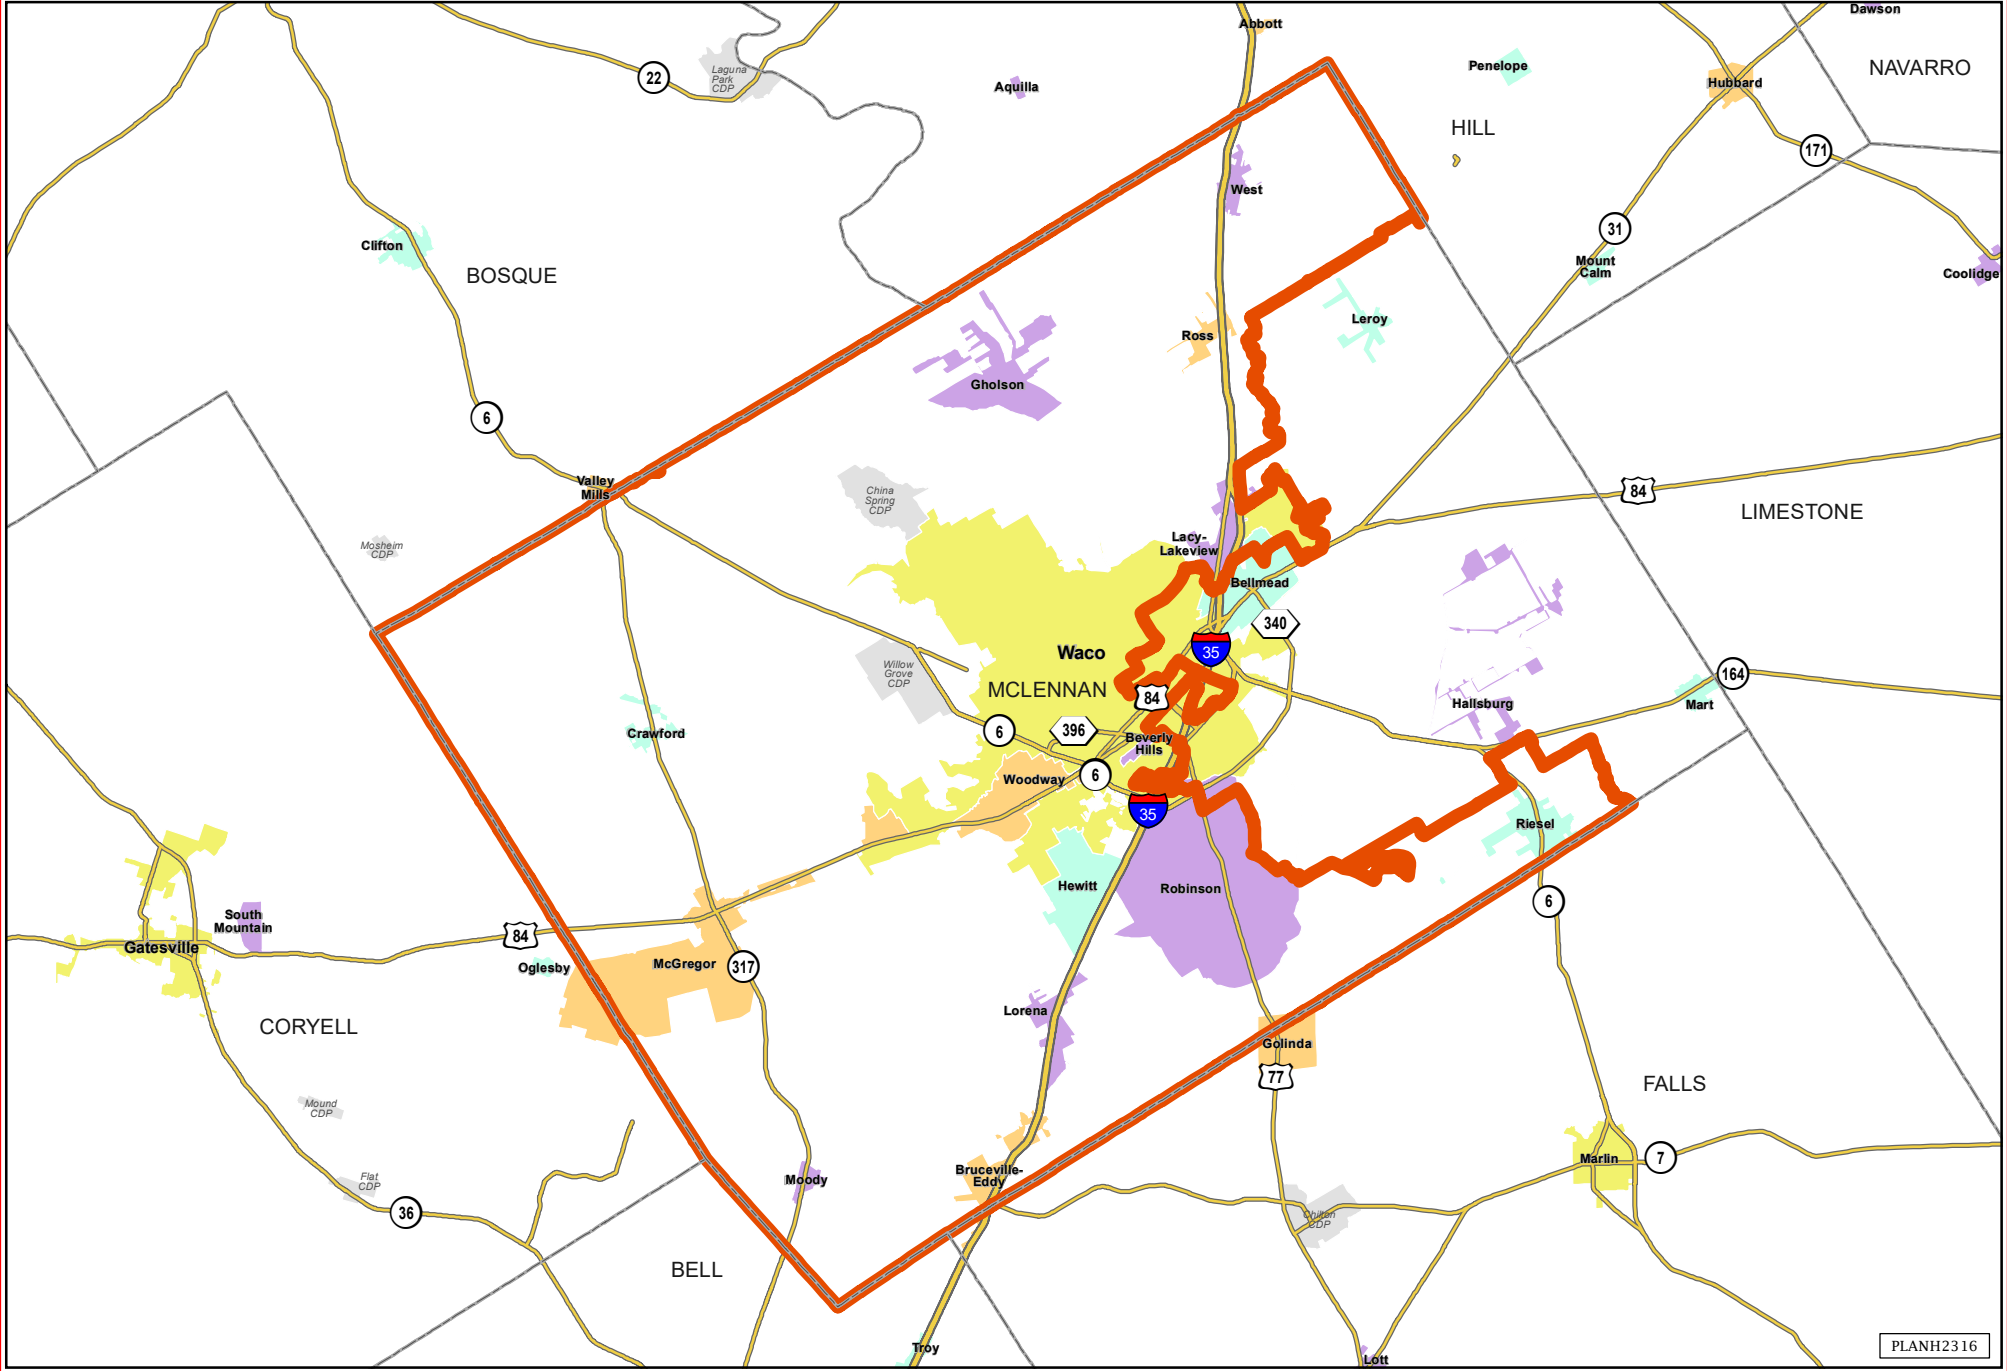 Dawson
Abbott
NAVARRO
Penelope
Laguna
Park
CDP
22
Aquilla
Hubbard
HILL
171
West
31
Clifton
BOSQUE
Mount
Calm
Coolidge
Leroy
Ross
Gholson
6
Valley
Mills
China
Spring
CDP
84
LIMESTONE
Mosheim
CDP
Lacy-
Lakeview
Bellmead
340
Waco
35
Willow
Grove
CDP
MCLENNAN
84
164
Hallsburg
Mart
Crawford
6
396
Beverly
Hills
Woodway
6
35
Riesel
Hewitt
Robinson
6
South
Mountain
84
Gatesville
Oglesby
McGregor
317
Lorena
CORYELL
Golinda
77
FALLS
Mound
CDP
Marlin
7
Bruceville-
Eddy
Moody
Flat
CDP
36
Chilton
CDP
BELL
Troy
Lott
PLANH2316